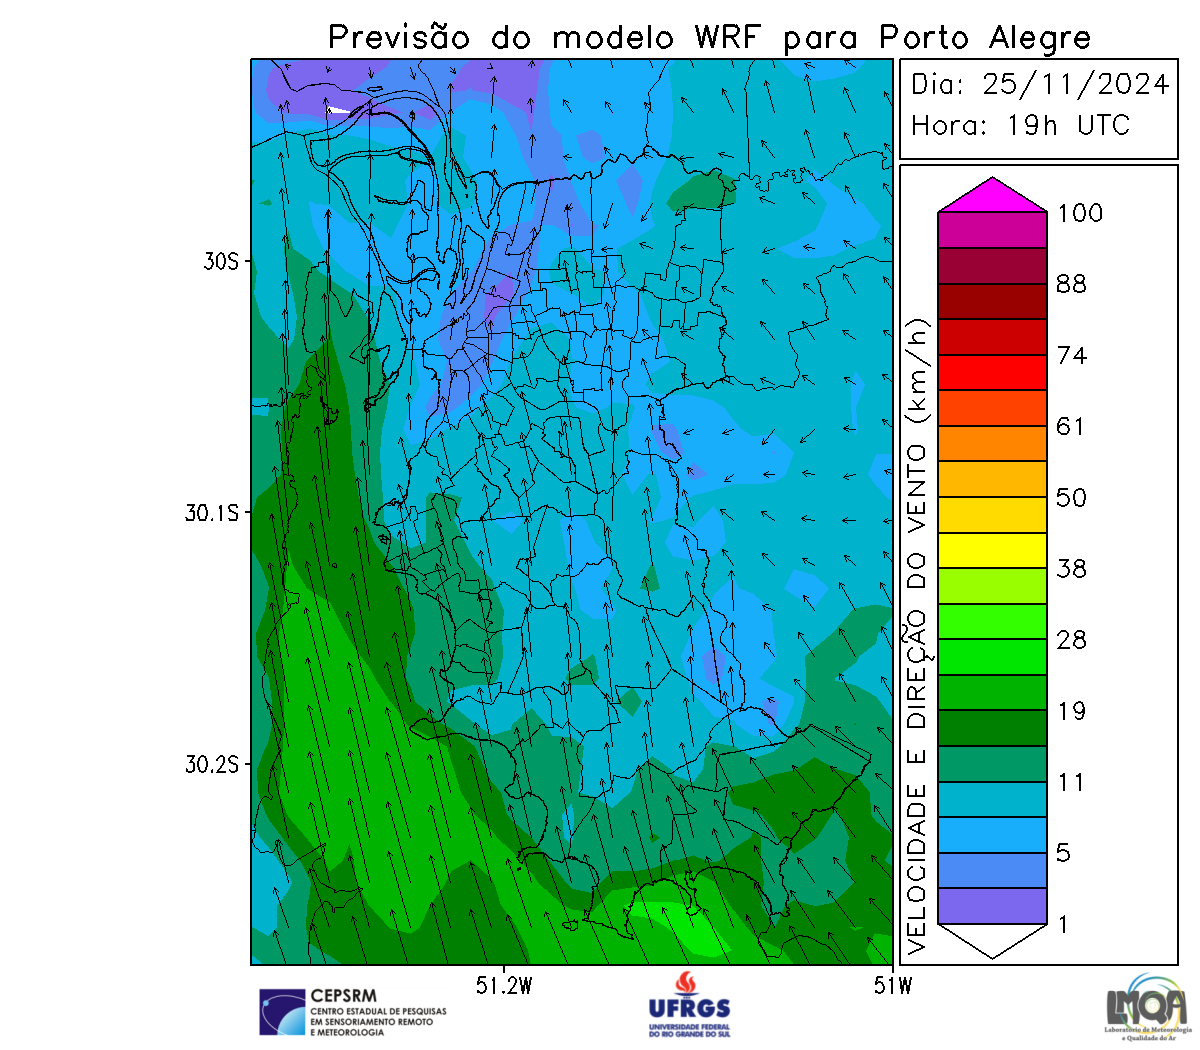 Previsão do modelo WRF para Porto Alegre
Dia: 25/11/2024
Hora: 19h UTC
30S
30.1S
30.2S
51.2W
51W
VELOCIDADE E DIREÇÃO DO VENTO (km/h)
100
88
74
61
50
38
28
19
11
5
1
CEPSRM
CENTRO ESTADUAL DE PESQUISAS
EM SENSORIAMENTO REMOTO
E METEOROLOGIA
UFRGS
UNIVERSIDADE FEDERAL
DO RIO GRANDE DO SUL
LMQA
Laboratório de Meteorologia
e Qualidade do Ar